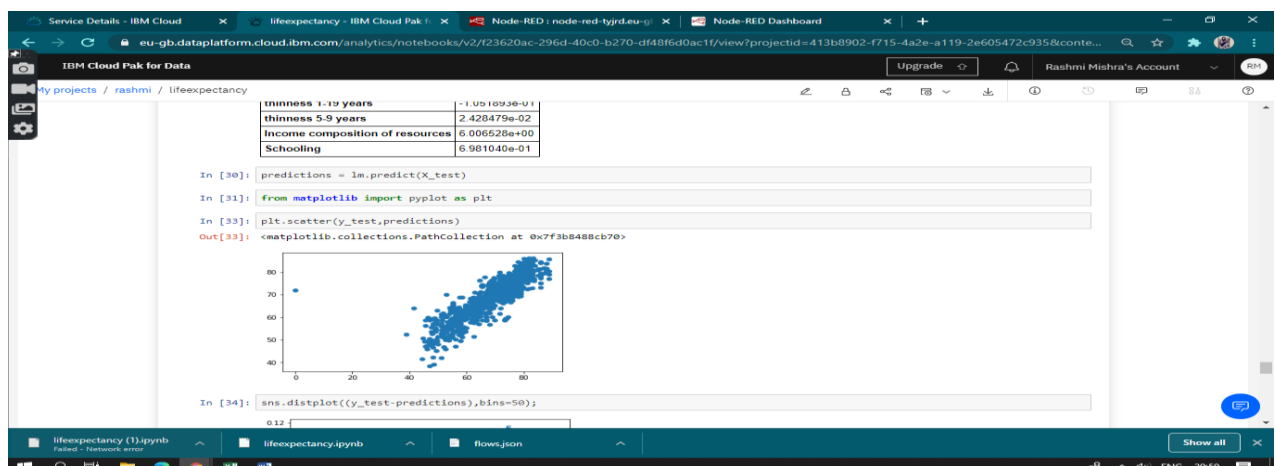 Service Details - IBM Cloud
lifeexpectancy - IBM Cloud Pak fo
Node-RED : node-red-tyjrd.eu-g
Node-RED Dashboard
eu-gb.dataplatform.cloud.ibm.com/analytics/notebooks/v2/f23620ac-296d-40c0-b270-df48f6d0ac1f/view?projectid=413b8902-f715-4a2e-a119-2e605472c935&conte...
IBM Cloud Pak for Data
Upgrade
Rashmi Mishra's Account
RM
My projects / rashmi / lifeexpectancy
thinness 1-19 years -1.051893e-01
thinness 5-9 years 2.428479e-02
Income composition of resources 6.006528e+00
Schooling 6.981040e-01
In [30]: predictions = lm.predict(X_test)
In [31]: from matplotlib import pyplot as plt
In [33]: plt.scatter(y_test,predictions)
Out[33]: <matplotlib.collections.PathCollection at 0x7f3b8488cb70>
80
70
60
50
40
0 20 40 60 80
In [34]: sns.distplot((y_test-predictions),bins=50);
0.12
lifeexpectancy (1).ipynb
Failed - Network error
lifeexpectancy.ipynb
flows.json
Show all
ENG 20:59